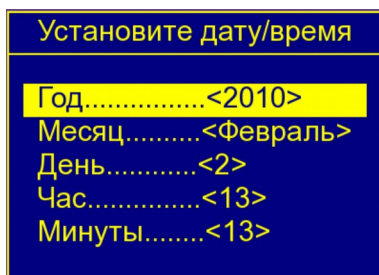 Установите дату/время
Год................<2010>
Месяц..........<Февраль>
День............<2>
Час...............<13>
Минуты........<13>